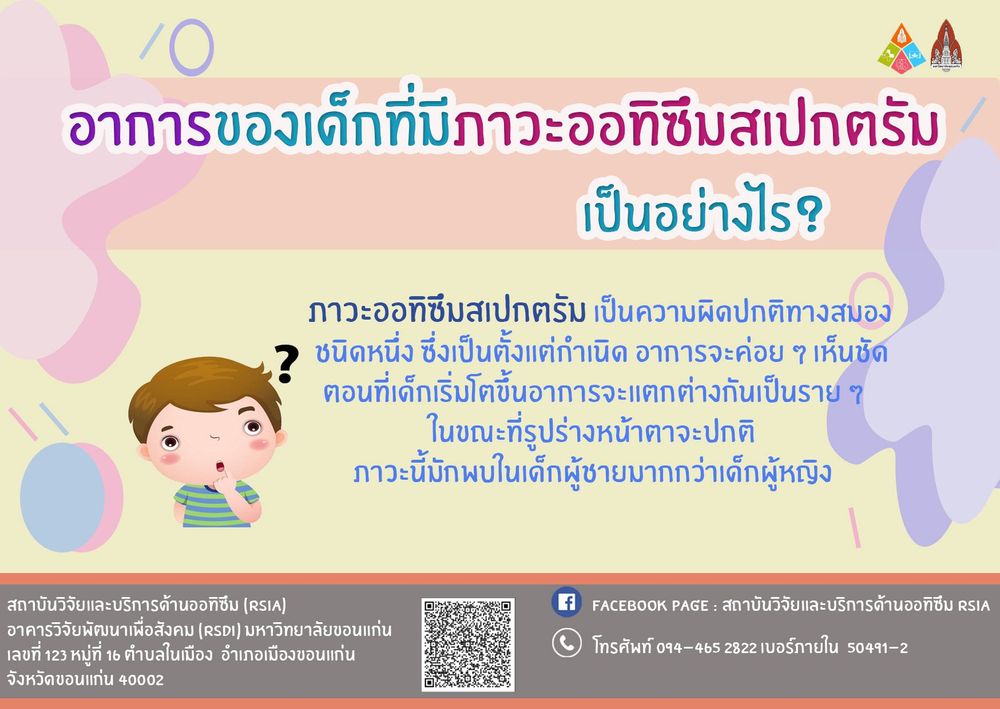 อาการของเด็กที่มีภาวะออทิซึมสเปกตรัม
เป็นอย่างไร?
ภาวะออทิซึมสเปกตรัม เป็นความผิดปกติทางสมอง
ชนิดหนึ่ง ซึ่งเป็นตั้งแต่กำเนิด อาการจะค่อย ๆ เห็นชัด
ตอนที่เด็กเริ่มโตขึ้นอาการจะแตกต่างกันเป็นราย ๆ
ในขณะที่รูปร่างหน้าตาจะปกติ
ภาวะนี้มักพบในเด็กผู้ชายมากกว่าเด็กผู้หญิง
?
สถาบันวิจัยและบริการด้านออทิซึม (RSIA)
อาคารวิจัยพัฒนาเพื่อสังคม (RSDI) มหาวิทยาลัยขอนแก่น
เลขที่ 123 หมู่ที่ 16 ตำบลในเมือง อำเภอเมืองขอนแก่น
จังหวัดขอนแก่น 40002
FACEBOOK PAGE : สถาบันวิจัยและบริการด้านออทิซึม RSIA
โทรศัพท์ 094-465 2822 เบอร์ภายใน 50491-2